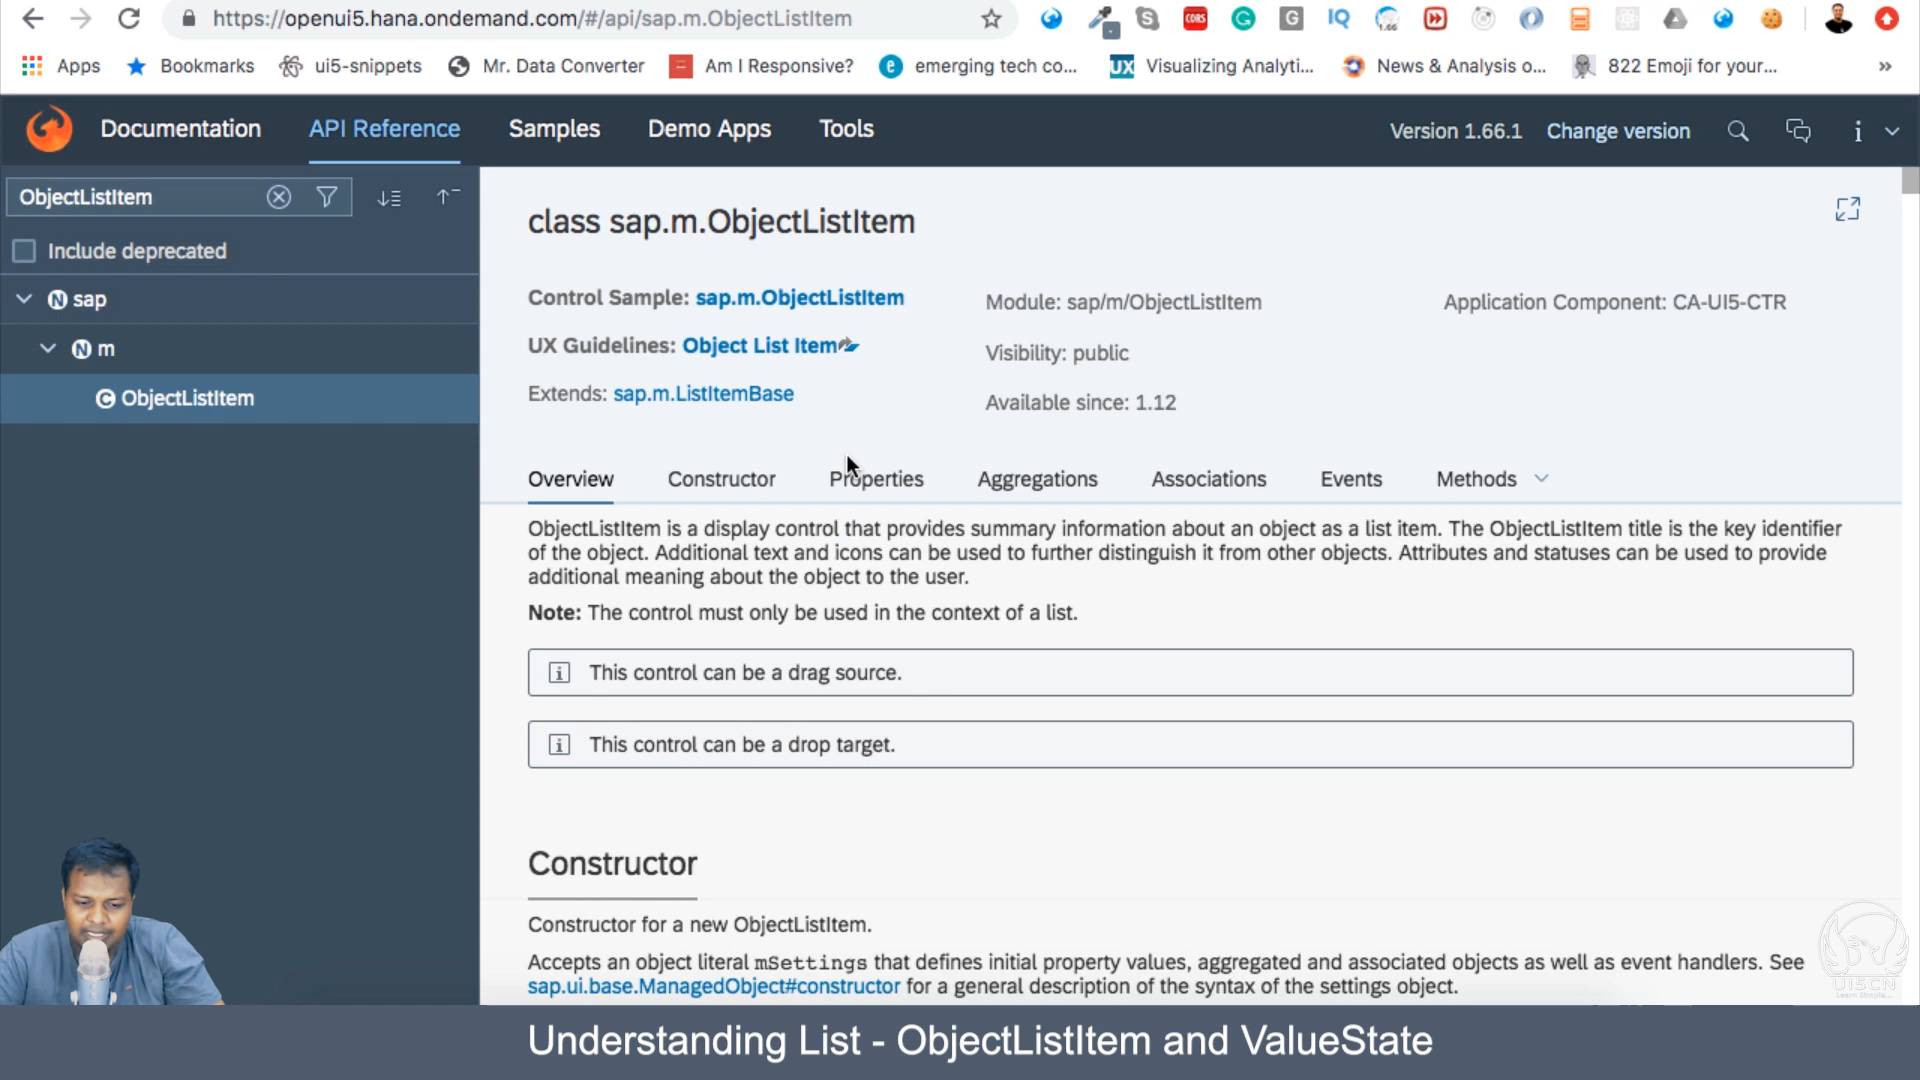 https://openui5.hana.ondemand.com/#/api/sap.m.ObjectListItem
CORS
G
IQ
1.66
Apps
Bookmarks
ui5-snippets
Mr. Data Converter
Am I Responsive?
emerging tech co...
UX
Visualizing Analyti...
News & Analysis o...
822 Emoji for your...
»
Documentation
API Reference
Samples
Demo Apps
Tools
Version 1.66.1
Change version
ObjectListItem
Include deprecated
N sap
N m
C ObjectListItem
class sap.m.ObjectListItem
Control Sample: sap.m.ObjectListItem
Module: sap/m/ObjectListItem
Application Component: CA-UI5-CTR
UX Guidelines: Object List Item
Visibility: public
Extends: sap.m.ListItemBase
Available since: 1.12
Overview
Constructor
Properties
Aggregations
Associations
Events
Methods
ObjectListItem is a display control that provides summary information about an object as a list item. The ObjectListItem title is the key identifier
of the object. Additional text and icons can be used to further distinguish it from other objects. Attributes and statuses can be used to provide
additional meaning about the object to the user.
Note: The control must only be used in the context of a list.
This control can be a drag source.
This control can be a drop target.
Constructor
Constructor for a new ObjectListItem.
Accepts an object literal mSettings that defines initial property values, aggregated and associated objects as well as event handlers. See
sap.ui.base.ManagedObject#constructor for a general description of the syntax of the settings object.
UI5CN
Learn Simple...
Understanding List - ObjectListItem and ValueState